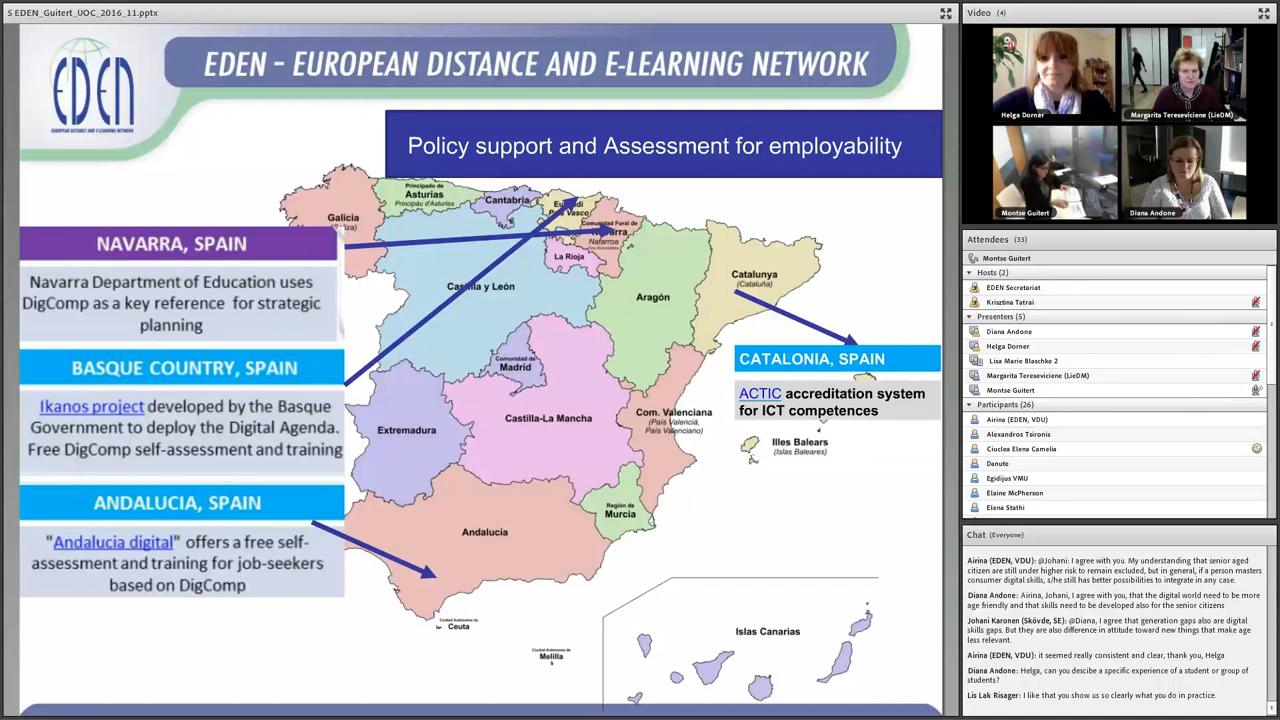 5 EDEN_Guitert_UOC_2016_11.pptx
EDEN
EUROPEAN DISTANCE AND E-LEARNING NETWORK
EDEN – EUROPEAN DISTANCE AND E-LEARNING NETWORK
Policy support and Assessment for employability
NAVARRA, SPAIN
Navarra Department of Education uses
DigComp as a key reference for strategic
planning
BASQUE COUNTRY, SPAIN
Ikanos project developed by the Basque
Government to deploy the Digital Agenda.
Free DigComp self-assessment and training
ANDALUCIA, SPAIN
"Andalucia digital" offers a free self-
assessment and training for job-seekers
based on DigComp
Galicia
Principado de
Asturias
Principáu d'Asturies
Cantabria
País Vasco
Comunidad Foral de
Nafarroa
La Rioja
Castilla y León
Aragón
Catalunya
(Cataluña)
Comunidad de
Madrid
Extremadura
Castilla-La Mancha
Com. Valenciana
(País Valencià,
País Valenciano)
Illes Balears
(Islas Baleares)
Región de
Murcia
Andalucía
Ciudad Autónoma de
Ceuta
Ciudad Autónoma de
Melilla
Islas Canarias
CATALONIA, SPAIN
ACTIC accreditation system
for ICT competences
Video (4)
Helga Dorner
Margarita Tereseviciene (LieDM)
Montse Guitert
Diana Andone
Attendees (33)
Montse Guitert
Hosts (2)
EDEN Secretariat
Krisztina Tatrai
Presenters (5)
Diana Andone
Helga Dorner
Lisa Marie Blaschke 2
Margarita Tereseviciene (LieDM)
Montse Guitert
Participants (26)
Airina (EDEN, VDU)
Alexandros Tsironis
Ciuclea Elena Camelia
Danute
Egidijus VMU
Elaine McPherson
Elena Stathi
Chat (Everyone)
Airina (EDEN, VDU): @Johani: I agree with you. My understanding that senior aged
citizen are still under higher risk to remain excluded, but in general, if a person masters
consumer digital skills, s/he still has better possibilities to integrate in any case.
Diana Andone: Airina, Johani, I agree with you, that the digital world need to be more
age friendly and that skills need to be developed also for the senior citizents
Johani Karonen (Skövde, SE): @Diana, I agree that generation gaps also are digital
skills gaps. But they are also difference in attitude toward new things that make age
less relevant.
Airina (EDEN, VDU): it seemed really consistent and clear, thank you, Helga
Diana Andone: Helga, can you descibe a specific experience of a student or group of
students?
Lis Lak Risager: I like that you show us so clearly what you do in practice.